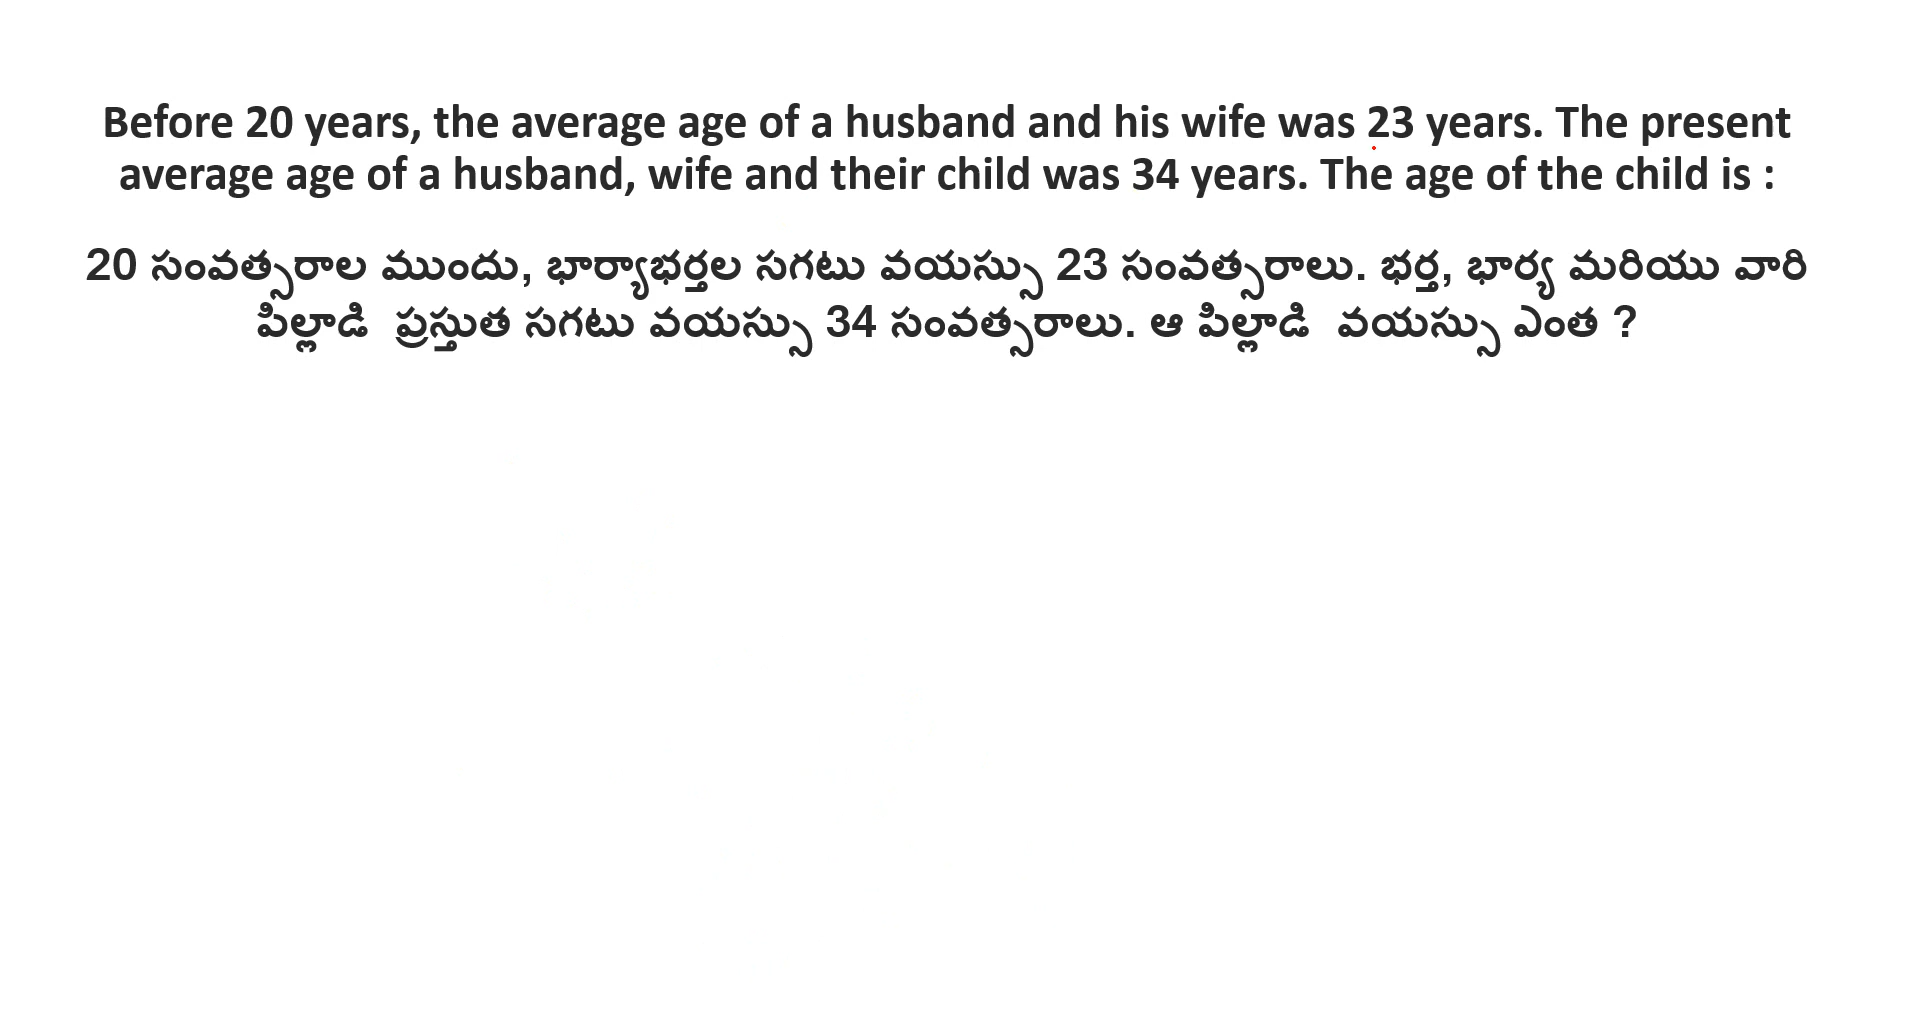 Before 20 years, the average age of a husband and his wife was 23 years. The present
average age of a husband, wife and their child was 34 years. The age of the child is :
20 సంవత్సరాల ముందు, భార్యాభర్తల సగటు వయస్సు 23 సంవత్సరాలు. భర్త, భార్య మరియు వారి
పిల్లాడి  ప్రస్తుత సగటు వయస్సు 34 సంవత్సరాలు. ఆ పిల్లాడి  వయస్సు ఎంత ?